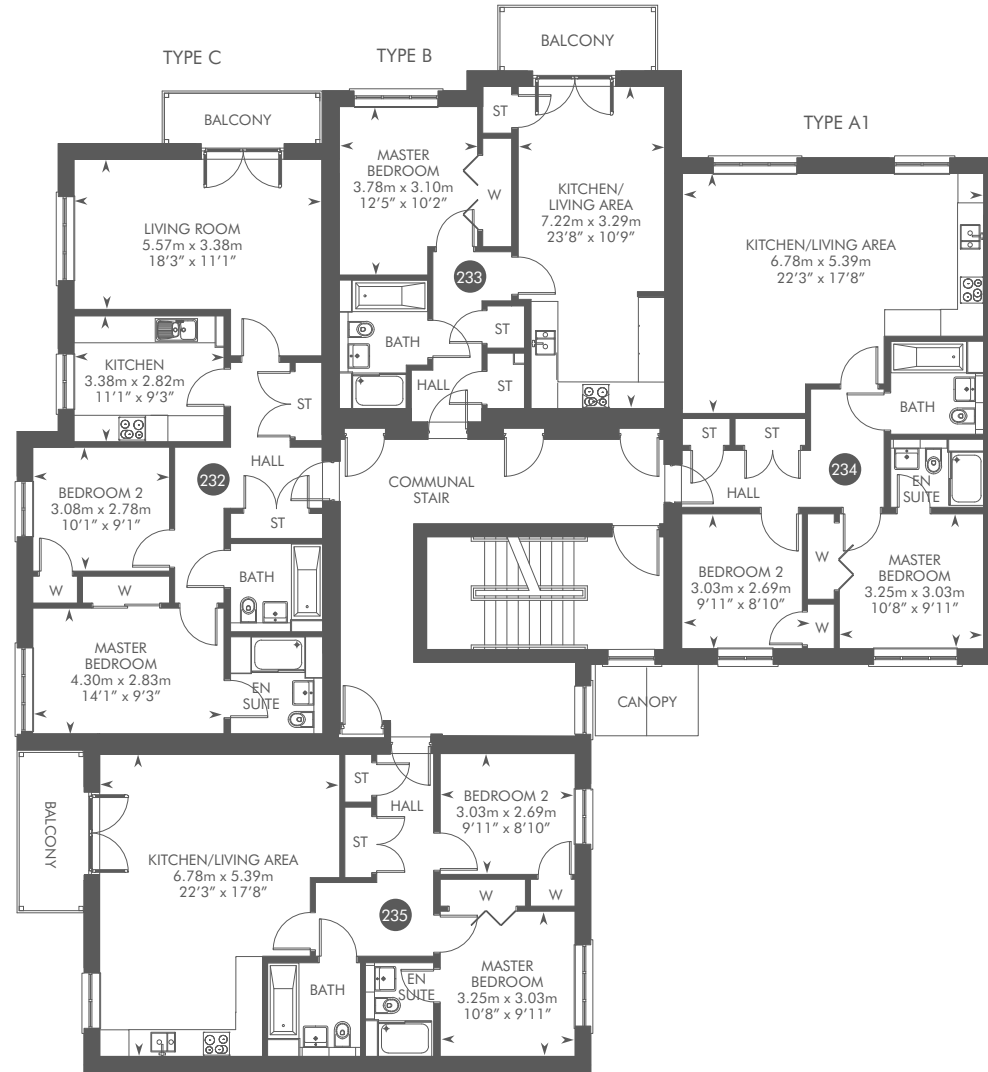 TYPE C
TYPE B
BALCONY
BALCONY
TYPE A1
ST
MASTER
BEDROOM
3.78m x 3.10m
12’5” x 10’2”
W
KITCHEN/
LIVING AREA
7.22m x 3.29m
23’8” x 10’9”
233
BATH
ST
HALL
ST
LIVING ROOM
5.57m x 3.38m
18’3” x 11’1”
KITCHEN
3.38m x 2.82m
11’1” x 9’3”
ST
HALL
232
ST
BEDROOM 2
3.08m x 2.78m
10’1” x 9’1”
W
W
BATH
MASTER
BEDROOM
4.30m x 2.83m
14’1” x 9’3”
EN
SUITE
COMMUNAL
STAIR
KITCHEN/LIVING AREA
6.78m x 5.39m
22’3” x 17’8”
BATH
ST
ST
234
HALL
EN
SUITE
BEDROOM 2
3.03m x 2.69m
9’11” x 8’10”
W
W
MASTER
BEDROOM
3.25m x 3.03m
10’8” x 9’11”
CANOPY
BALCONY
KITCHEN/LIVING AREA
6.78m x 5.39m
22’3” x 17’8”
ST
HALL
ST
BEDROOM 2
3.03m x 2.69m
9’11” x 8’10”
W
W
235
BATH
EN
SUITE
MASTER
BEDROOM
3.25m x 3.03m
10’8” x 9’11”